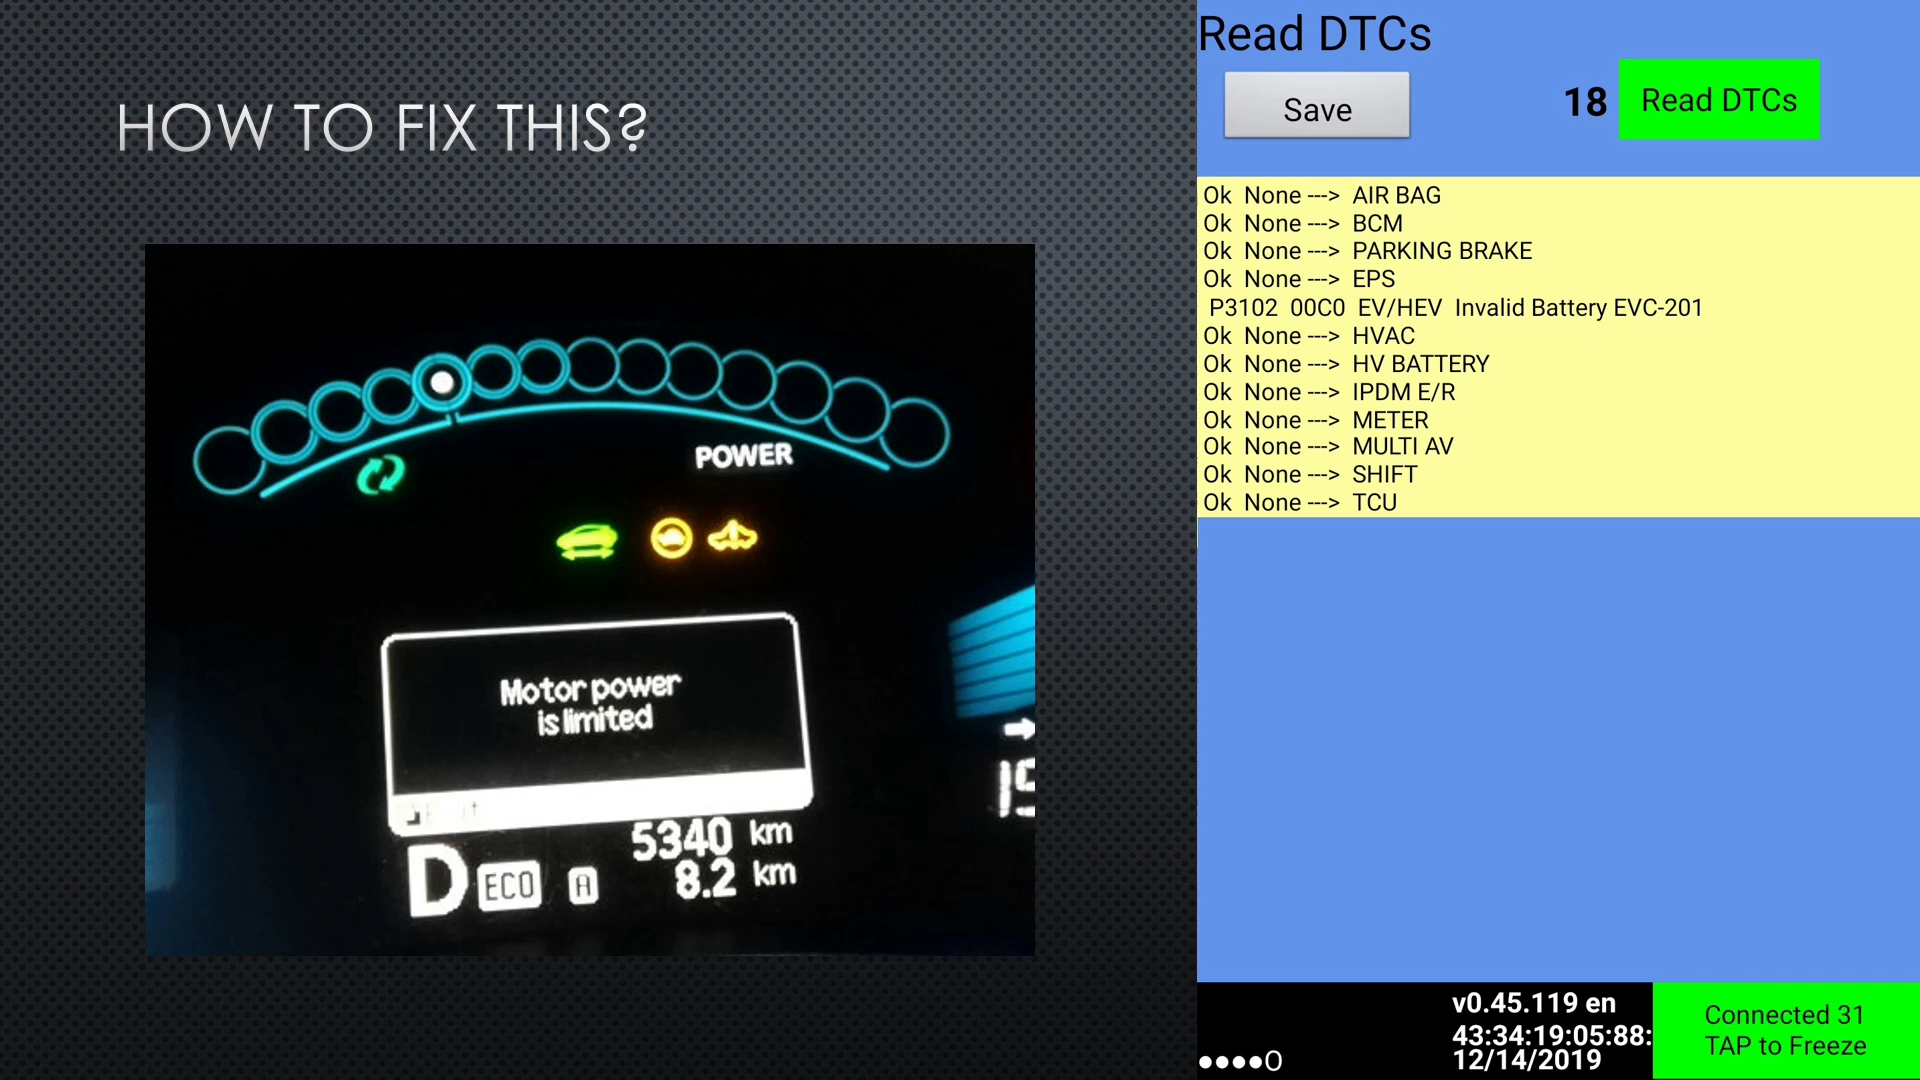 HOW TO FIX THIS?
POWER
Motor power
is limited
5340 km
D ECO A 8.2 km
Read DTCs
Save
18 Read DTCs
Ok None ---> AIR BAG
Ok None ---> BCM
Ok None ---> PARKING BRAKE
Ok None ---> EPS
P3102 00C0 EV/HEV Invalid Battery EVC-201
Ok None ---> HVAC
Ok None ---> HV BATTERY
Ok None ---> IPDM E/R
Ok None ---> METER
Ok None ---> MULTI AV
Ok None ---> SHIFT
Ok None ---> TCU
v0.45.119 en
43:34:19:05:88:
12/14/2019
Connected 31
TAP to Freeze